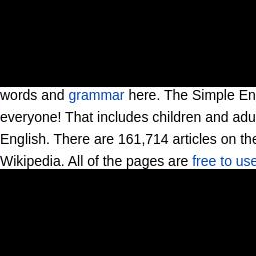 words and grammar here. The Simple En
everyone! That includes children and adu
English. There are 161,714 articles on the
Wikipedia. All of the pages are free to use